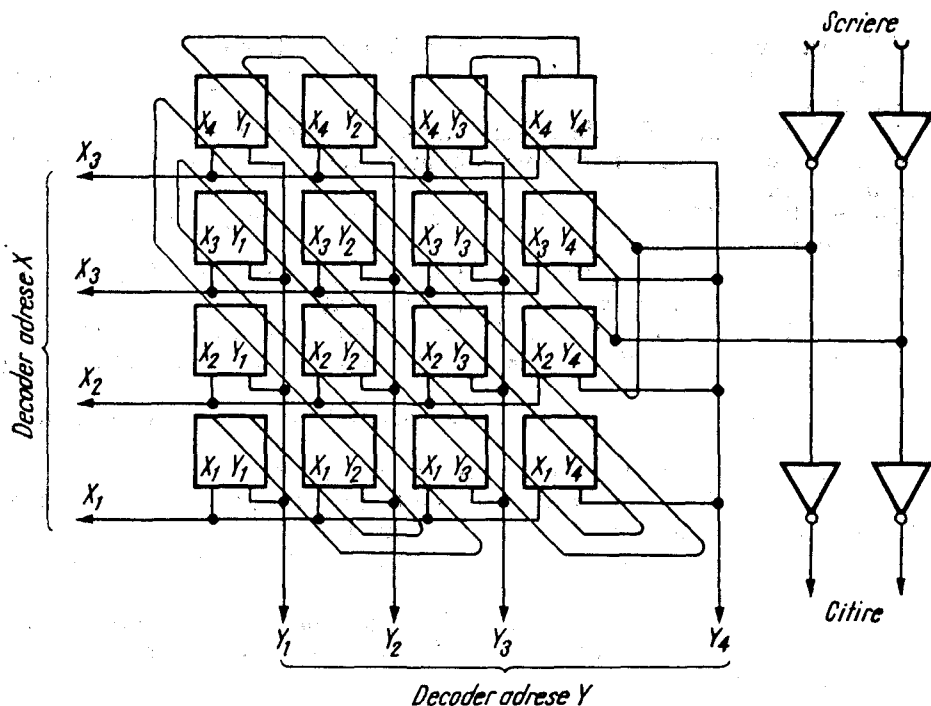 Scriere
X4 Y1 X4 Y2 X4 Y3 X4 Y4
X3
X3 Y1 X3 Y2 X3 Y3 X3 Y4
X3
X2 Y1 X2 Y2 X2 Y3 X2 Y4
X2
X1 Y1 X1 Y2 X1 Y3 X1 Y4
X1
Decoder adrese X
Citire
Y1 Y2 Y3 Y4
Decoder adrese Y